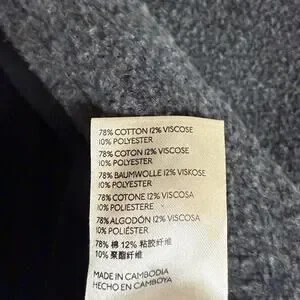 78% COTTON 12% VISCOSE
10% POLYESTER
78% COTON 12% VISCOSE
10% POLYESTER
78% BAUMWOLLE 12% VISKOSE
10% POLYESTER
78% COTONE 12% VISCOSA
10% POLIESTERE
78% ALGODÓN 12% VISCOSA
10% POLIÉSTER
78% 棉 12% 粘胶纤维
10% 聚酯纤维
MADE IN CAMBODIA
HECHO EN CAMBOYA